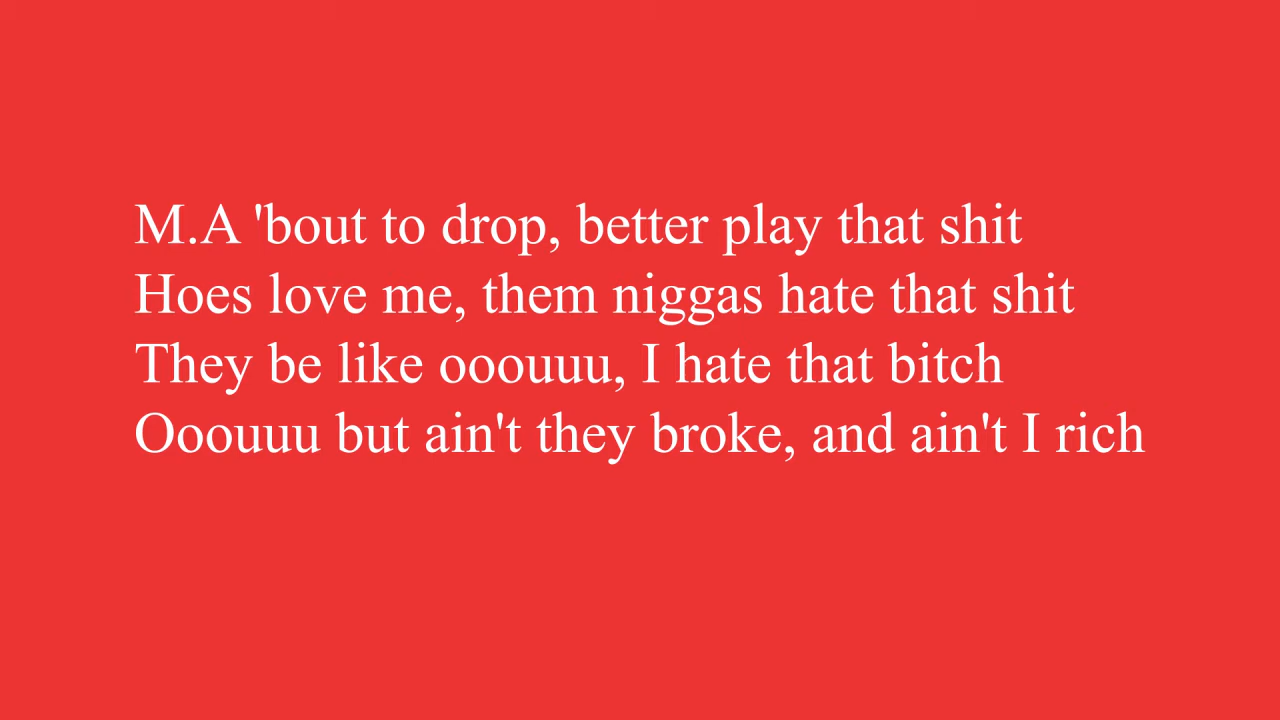 M.A 'bout to drop, better play that shit
Hoes love me, them niggas hate that shit
They be like ooouuu, I hate that bitch
Ooouuu but ain't they broke, and ain't I rich